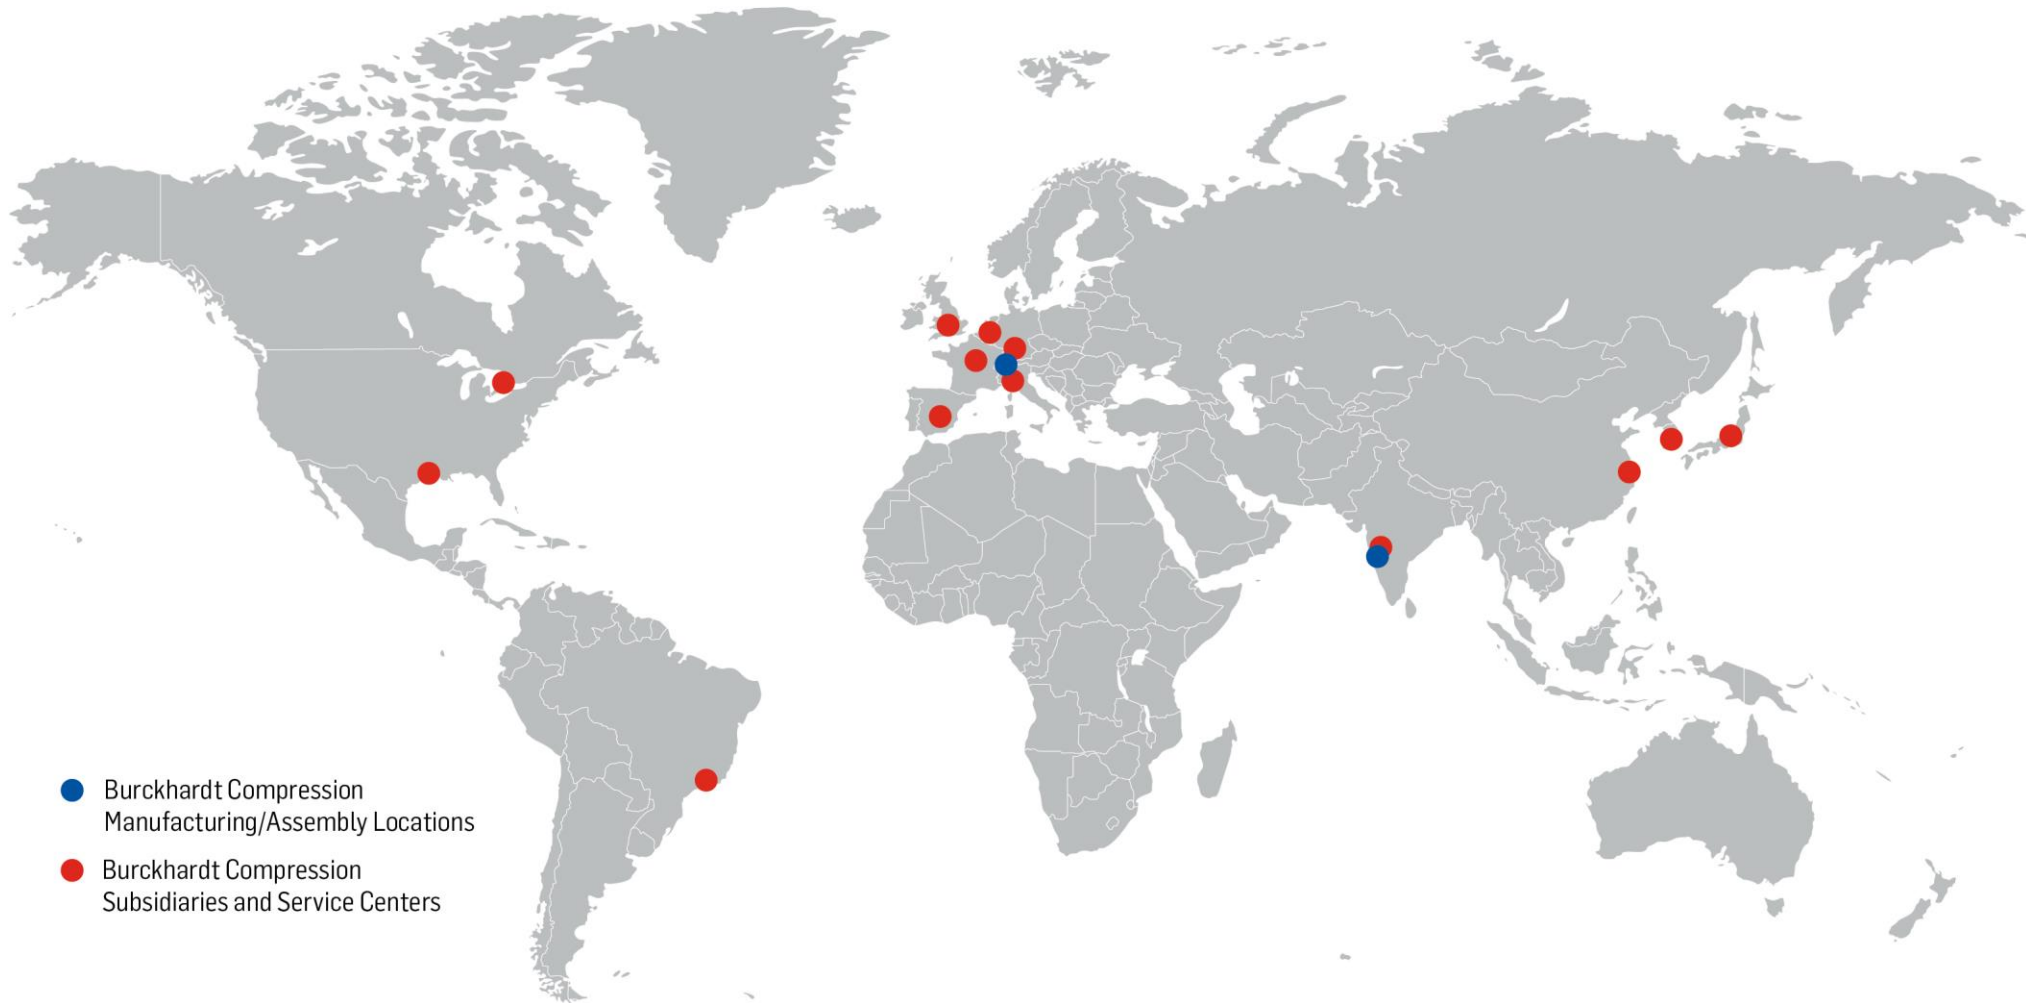 Burckhardt Compression
Manufacturing/Assembly Locations
Burckhardt Compression
Subsidiaries and Service Centers